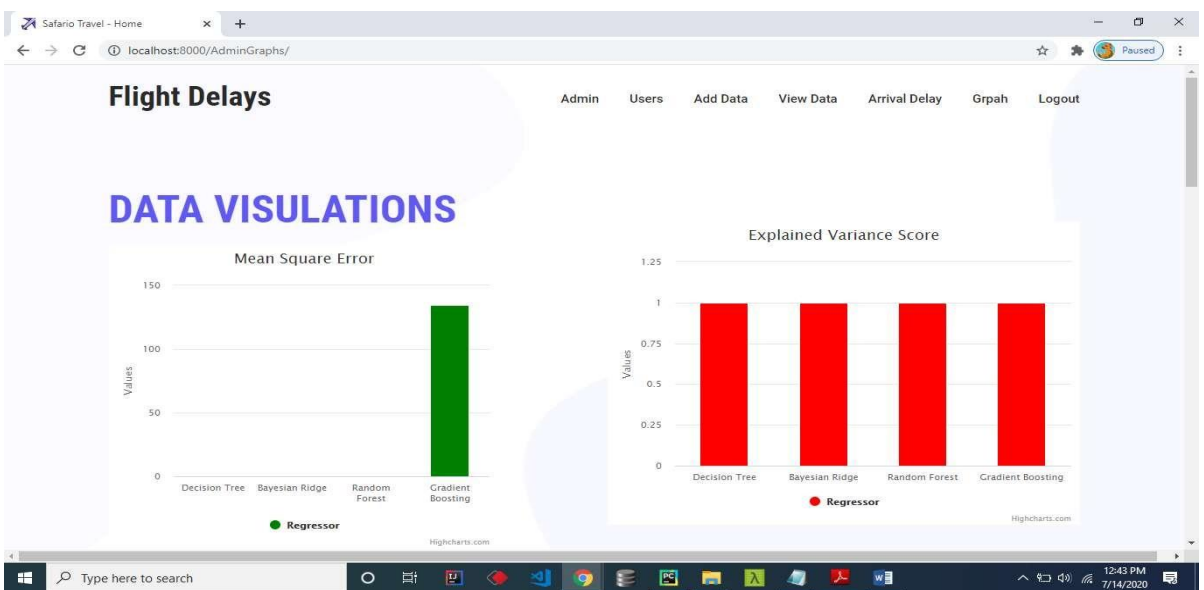 Safario Travel - Home
localhost:8000/AdminGraphs/
Paused
Flight Delays
Admin Users Add Data View Data Arrival Delay Grpah Logout
DATA VISULATIONS
Mean Square Error
150
100
50
0
Values
Decision Tree Bayesian Ridge Random Forest Gradient Boosting
Regressor
Highcharts.com
Explained Variance Score
1.25
1
0.75
0.5
0.25
0
Values
Decision Tree Bayesian Ridge Random Forest Gradient Boosting
Regressor
Highcharts.com
Type here to search
12:43 PM
7/14/2020